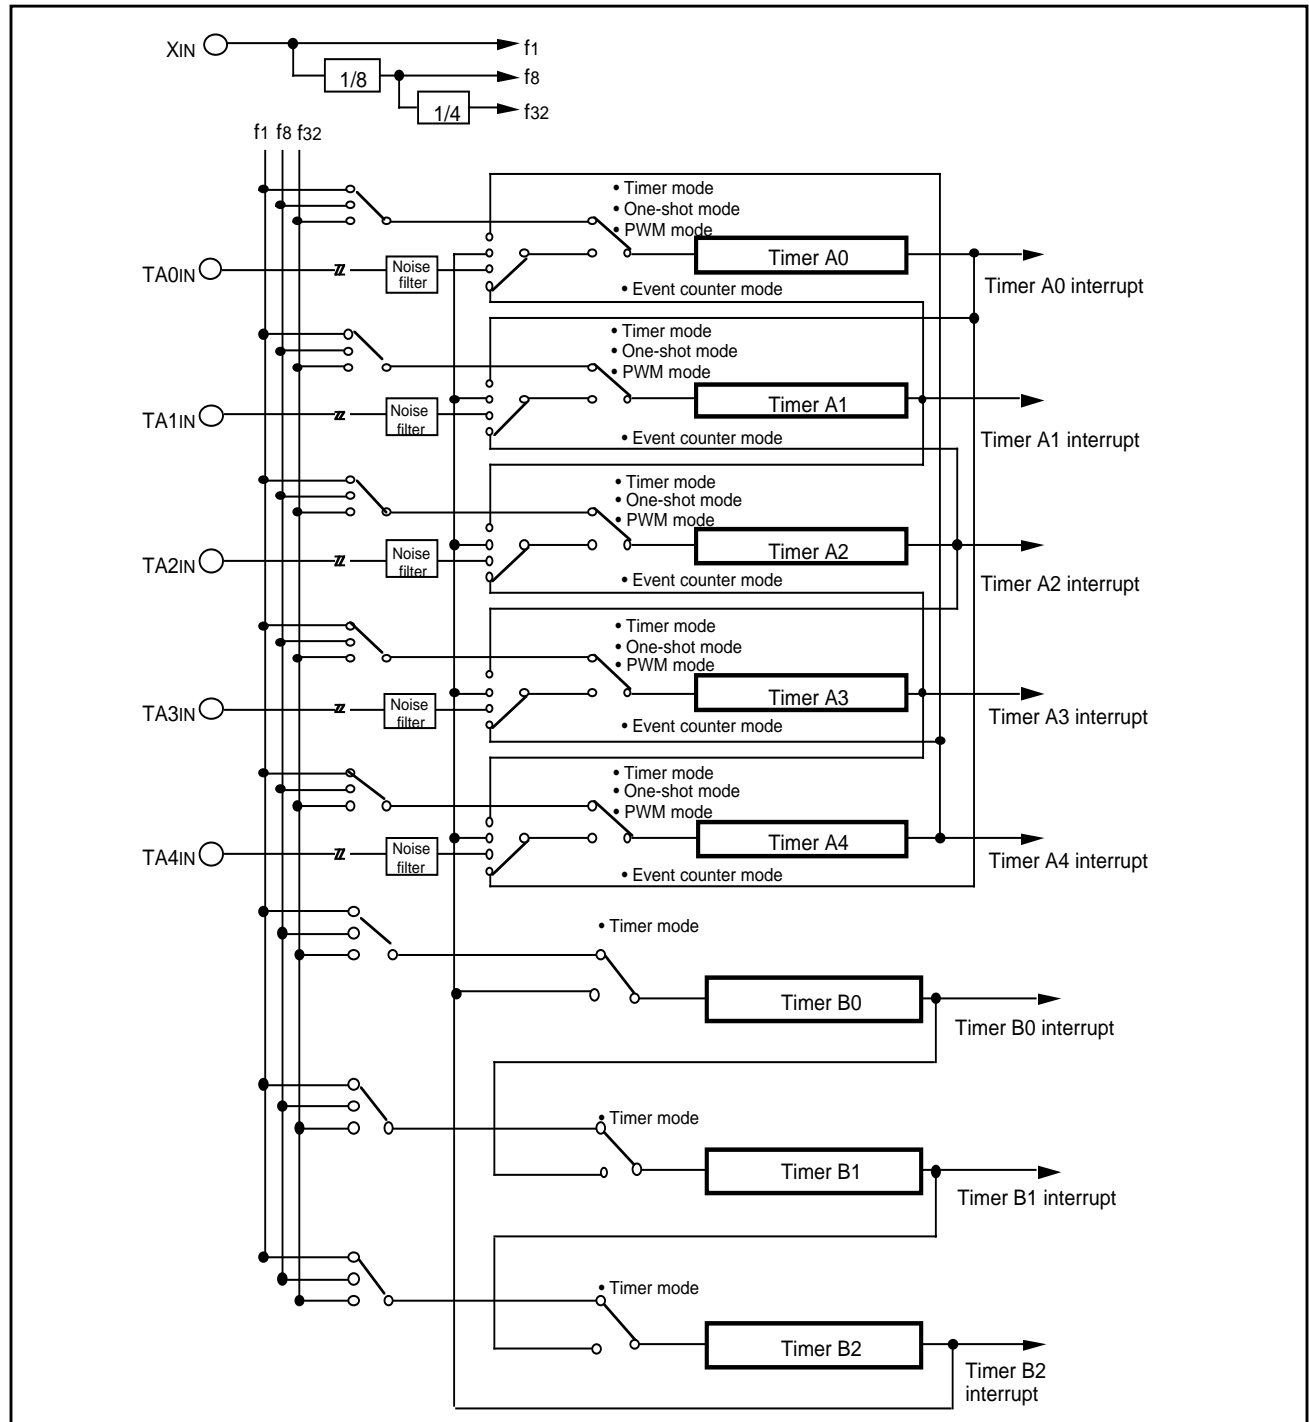 XIN
f1
1/8
f8
1/4
f32
f1 f8 f32
• Timer mode
• One-shot mode
• PWM mode
Timer A0
TA0IN
Noise
filter
Timer A0 interrupt
• Event counter mode
• Timer mode
• One-shot mode
• PWM mode
Timer A1
TA1IN
Noise
filter
Timer A1 interrupt
• Event counter mode
• Timer mode
• One-shot mode
• PWM mode
Timer A2
TA2IN
Noise
filter
Timer A2 interrupt
• Event counter mode
• Timer mode
• One-shot mode
• PWM mode
Timer A3
TA3IN
Noise
filter
Timer A3 interrupt
• Event counter mode
• Timer mode
• One-shot mode
• PWM mode
Timer A4
TA4IN
Noise
filter
Timer A4 interrupt
• Event counter mode
• Timer mode
Timer B0
Timer B0 interrupt
• Timer mode
Timer B1
Timer B1 interrupt
• Timer mode
Timer B2
Timer B2
interrupt